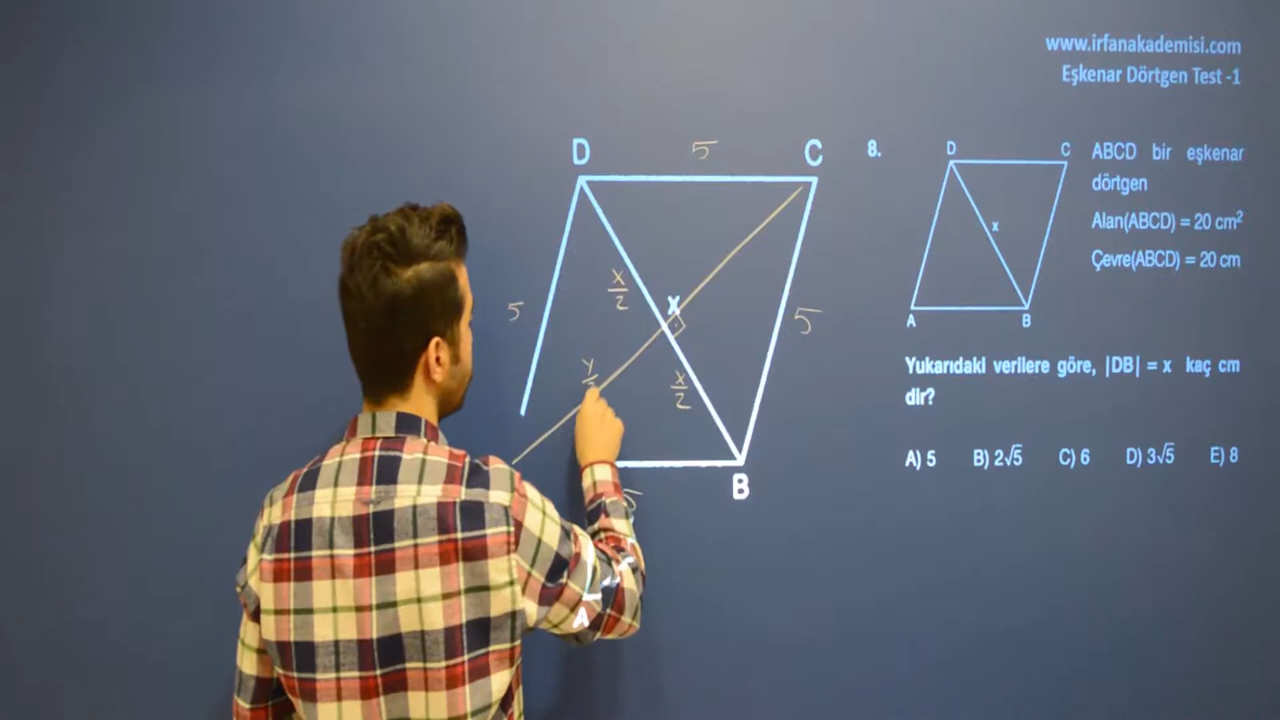 www.irfanakademisi.com
Eşkenar Dörtgen Test -1
D
5
C
x/2
5
x
5
y/2
x/2
B
5
A
8.
D
C
x
A
B
ABCD bir eşkenar
dörtgen
Alan(ABCD) = 20 cm²
Çevre(ABCD) = 20 cm
Yukarıdaki verilere göre, |DB| = x kaç cm
dir?
A) 5 B) 2√5 C) 6 D) 3√5 E) 8